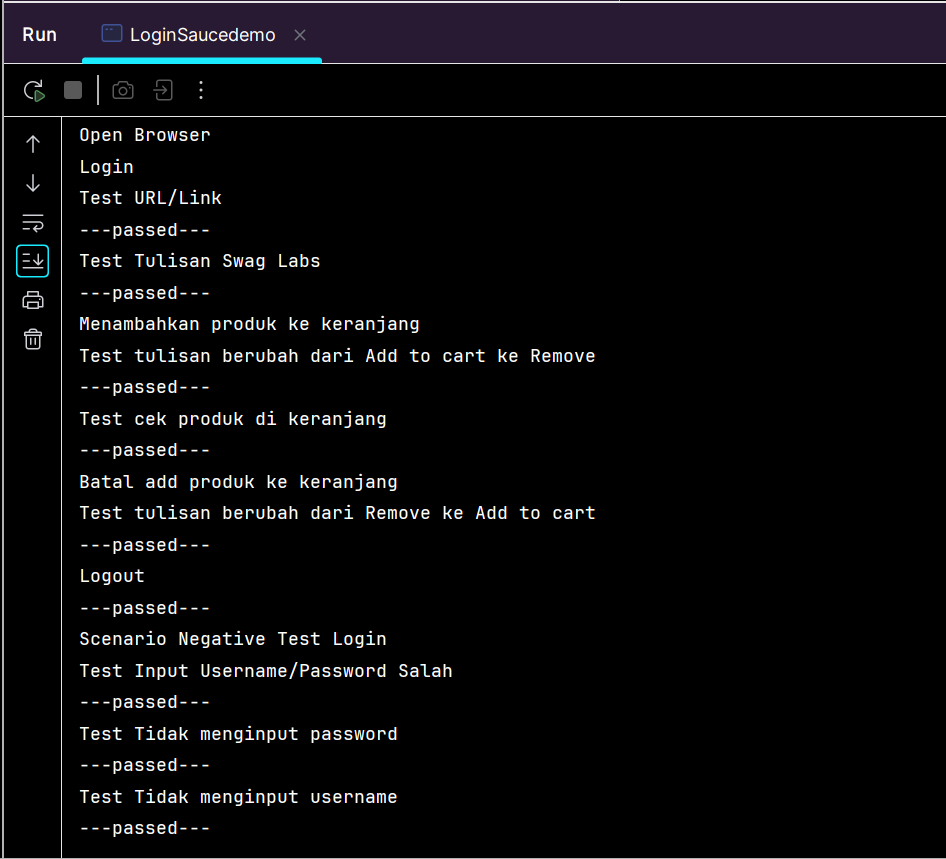 Run
LoginSaucedemo
Open Browser
Login
Test URL/Link
---passed---
Test Tulisan Swag Labs
---passed---
Menambahkan produk ke keranjang
Test tulisan berubah dari Add to cart ke Remove
---passed---
Test cek produk di keranjang
---passed---
Batal add produk ke keranjang
Test tulisan berubah dari Remove ke Add to cart
---passed---
Logout
---passed---
Scenario Negative Test Login
Test Input Username/Password Salah
---passed---
Test Tidak menginput password
---passed---
Test Tidak menginput username
---passed---